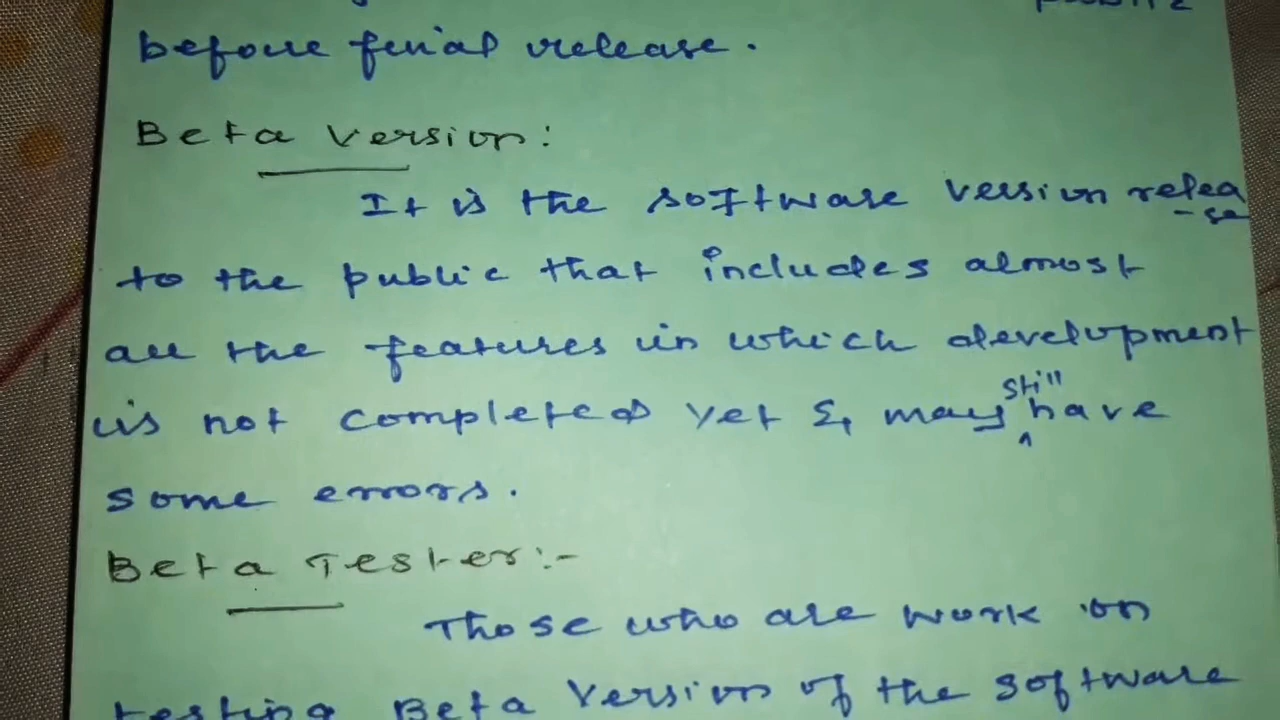 before final release.
Beta Version:
It is the software version relea
-se
to the public that includes almost
all the features in which development
is not completed yet & may still have
some errors.
Beta Tester:-
Those who are work on
testing Beta Version of the software